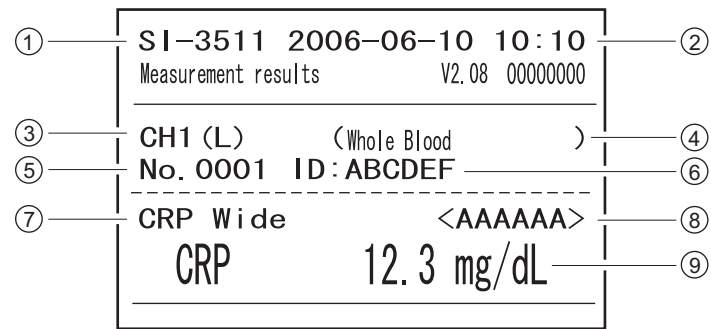 ① SI-3511 2006-06-10 10:10 ②
Measurement results V2.08 00000000
③ CH1(L) (Whole Blood ) ④
⑤ No.0001 ID:ABCDEF ⑥
⑦ CRP Wide <AAAAAA> ⑧
CRP 12.3 mg/dL ⑨